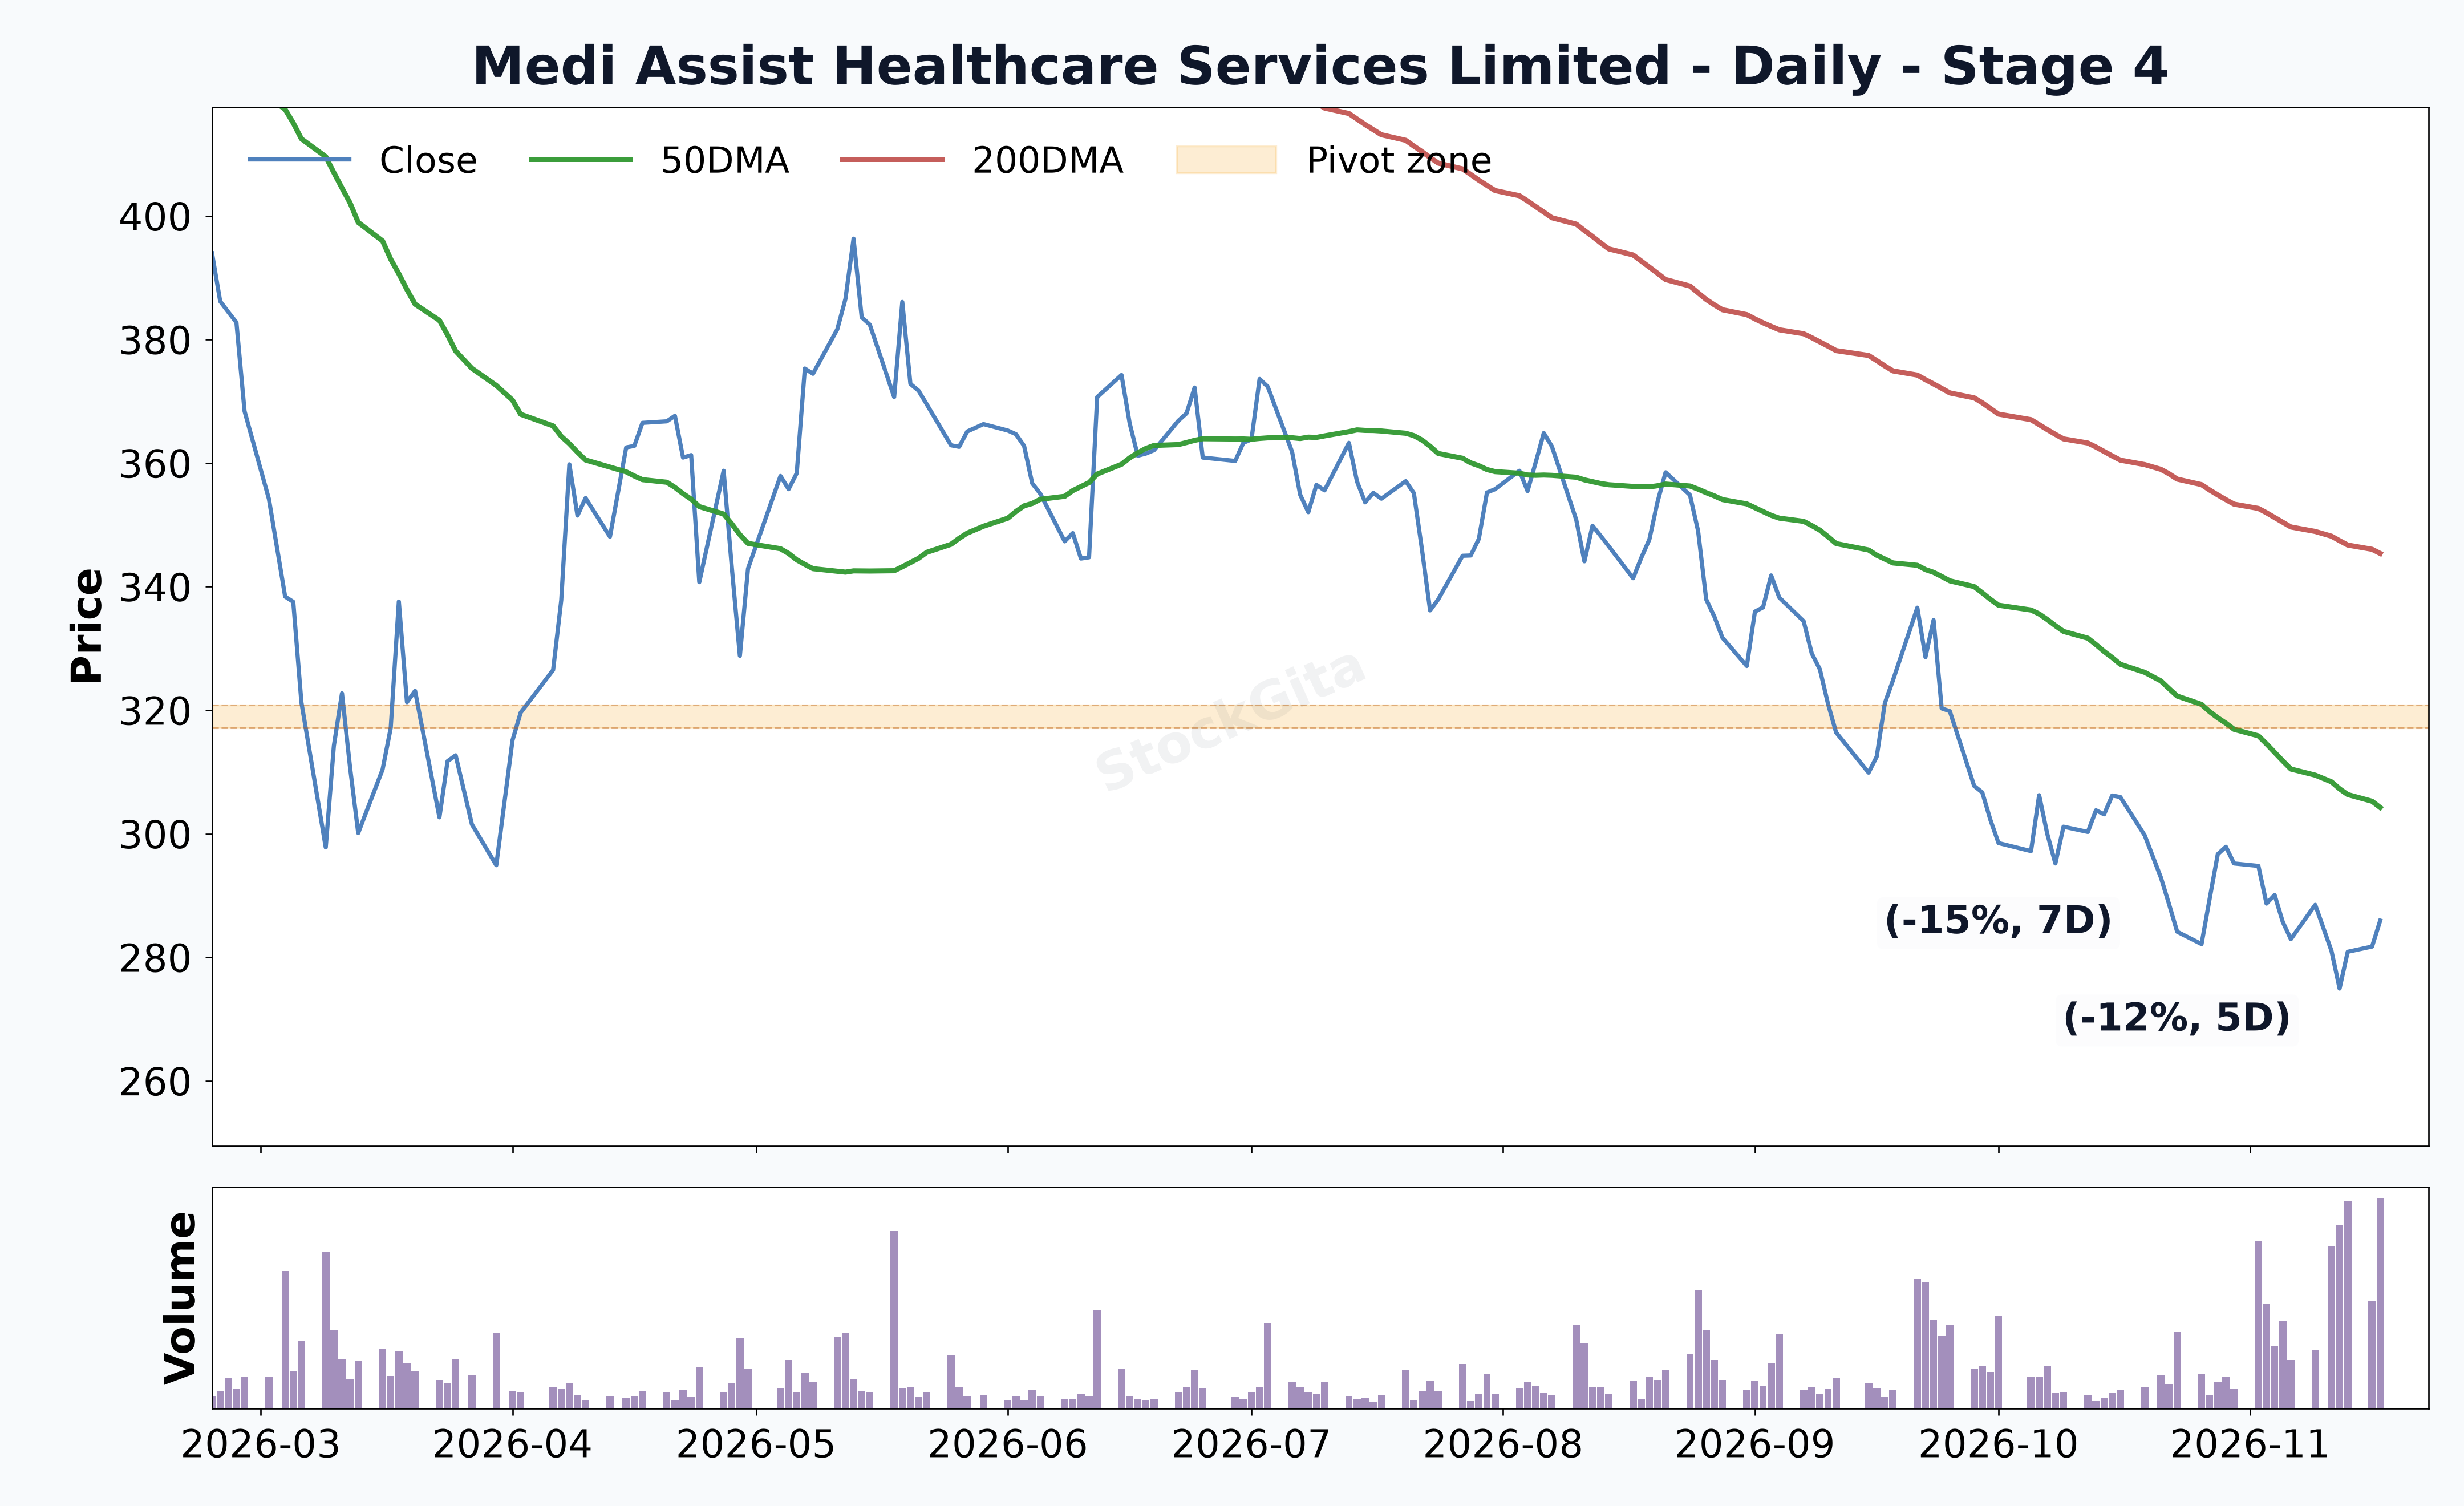 Medi Assist Healthcare Services Limited - Daily - Stage 4
Close 50DMA 200DMA Pivot zone
Price
400
380
360
340
320
300
280
260
StockGita
(-15%, 7D)
(-12%, 5D)
Volume
2026-03 2026-04 2026-05 2026-06 2026-07 2026-08 2026-09 2026-10 2026-11